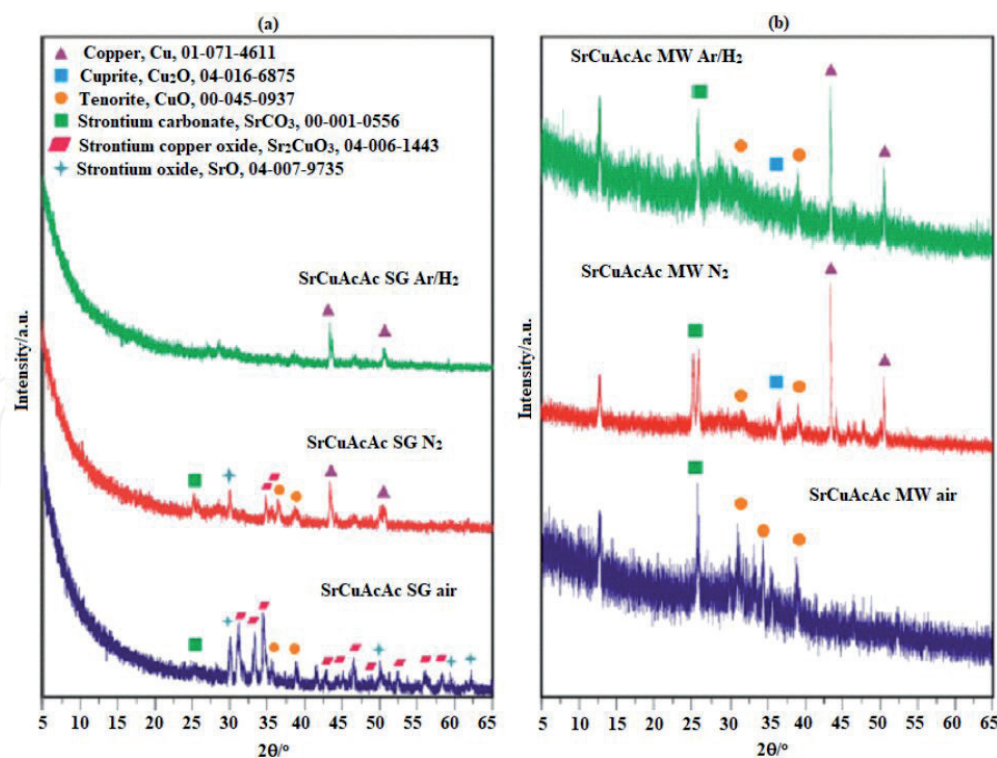 (a)
Copper, Cu, 01-071-4611
Cuprite, Cu₂O, 04-016-6875
Tenorite, CuO, 00-045-0937
Strontium carbonate, SrCO₃, 00-001-0556
Strontium copper oxide, Sr₂CuO₃, 04-006-1443
Strontium oxide, SrO, 04-007-9735
SrCuAcAc SG Ar/H₂
SrCuAcAc SG N₂
SrCuAcAc SG air
Intensity/a.u.
5 10 15 20 25 30 35 40 45 50 55 60 65
2θ/°
(b)
SrCuAcAc MW Ar/H₂
SrCuAcAc MW N₂
SrCuAcAc MW air
Intensity/a.u.
5 10 15 20 25 30 35 40 45 50 55 60 65
2θ/°